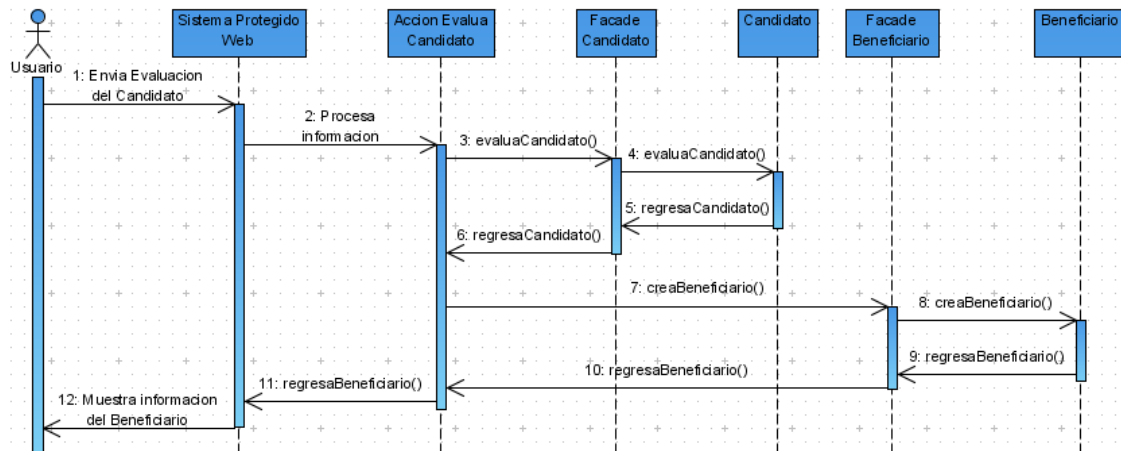 Sistema Protegido
Web
Accion Evalua
Candidato
Facade
Candidato
Candidato
Facade
Beneficiario
Beneficiario
Usuario
1: Envia Evaluacion
del Candidato
2: Procesa
informacion
3: evaluaCandidato()
4: evaluaCandidato()
5: regresaCandidato()
6: regresaCandidato()
7: creaBeneficiario()
8: creaBeneficiario()
9: regresaBeneficiario()
10: regresaBeneficiario()
11: regresaBeneficiario()
12: Muestra informacion
del Beneficiario